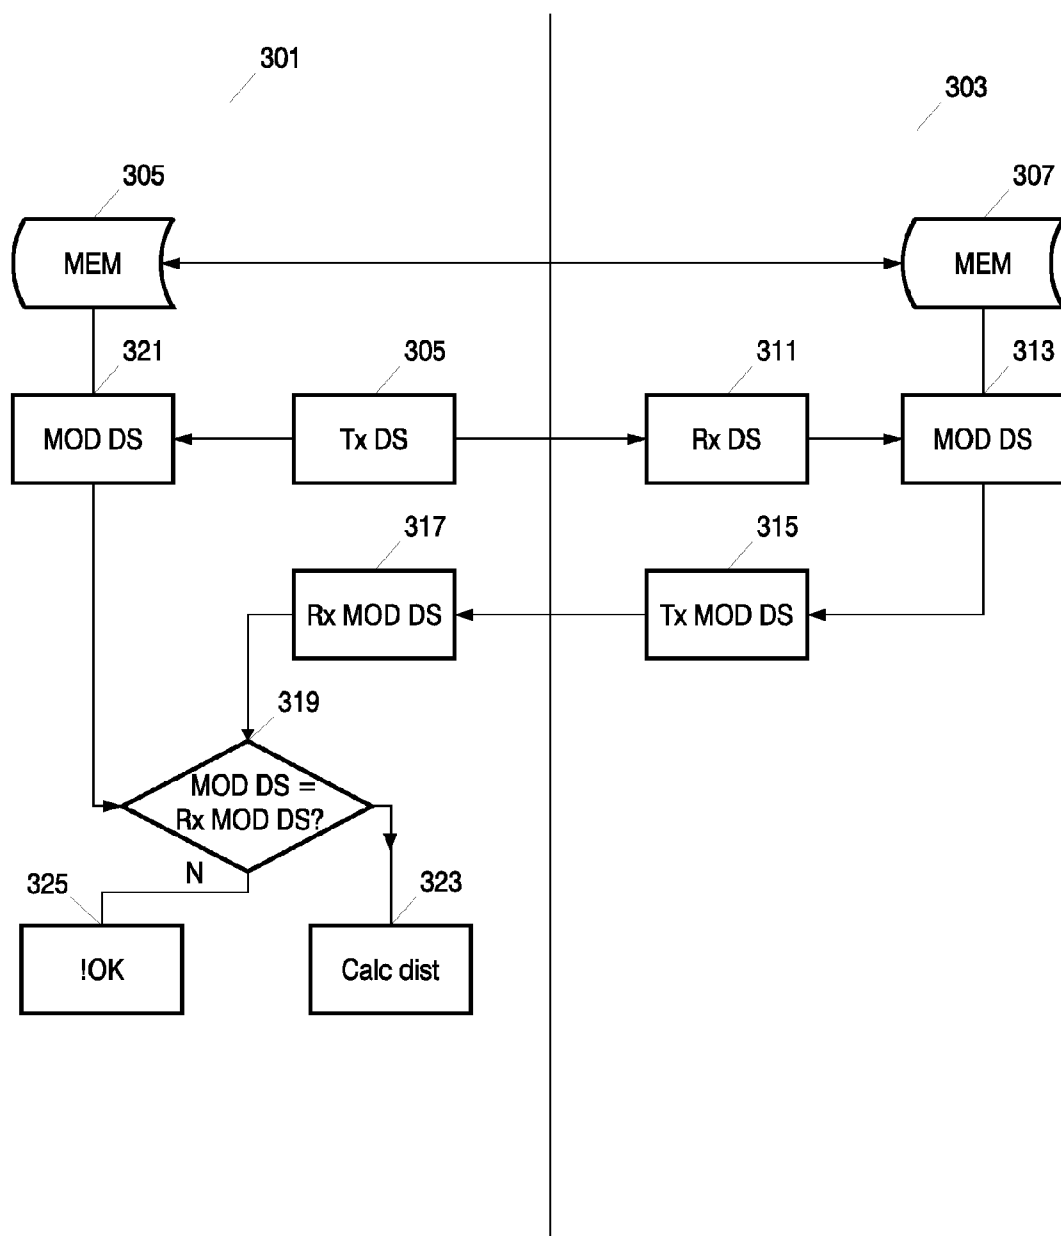 301
303
305
307
MEM
MEM
321
305
311
313
MOD DS
Tx DS
Rx DS
MOD DS
317
315
Rx MOD DS
Tx MOD DS
319
MOD DS =
Rx MOD DS?
N
325
323
!OK
Calc dist